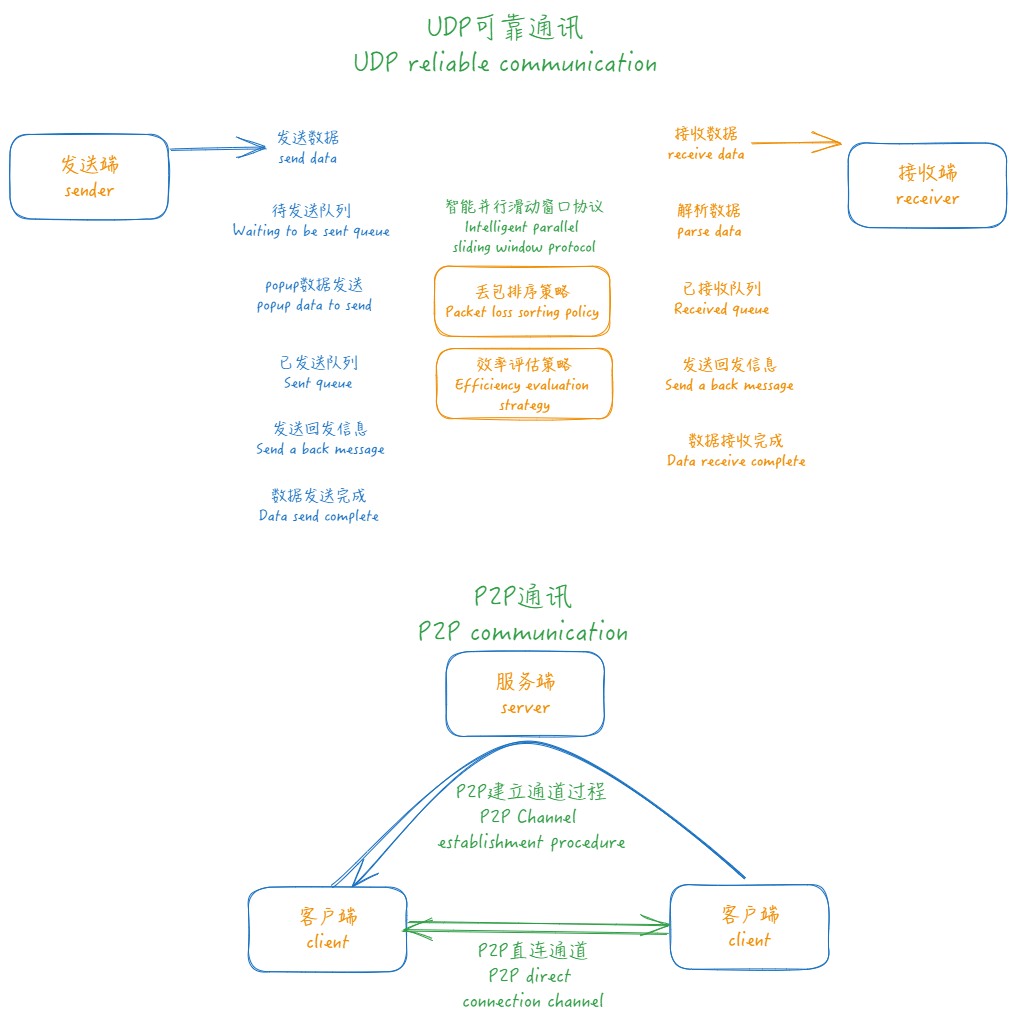 UDP可靠通讯
UDP reliable communication
发送端
sender
发送数据
send data
待发送队列
Waiting to be sent queue
popup数据发送
popup data to send
已发送队列
Sent queue
发送回发信息
Send a back message
数据发送完成
Data send complete
智能并行滑动窗口协议
Intelligent parallel
sliding window protocol
丢包排序策略
Packet loss sorting policy
效率评估策略
Efficiency evaluation
strategy
接收数据
receive data
解析数据
parse data
已接收队列
Received queue
发送回发信息
Send a back message
数据接收完成
Data receive complete
接收端
receiver
P2P通讯
P2P communication
服务端
server
P2P建立通道过程
P2P Channel
establishment procedure
客户端
client
P2P直连通道
P2P direct
connection channel
客户端
client